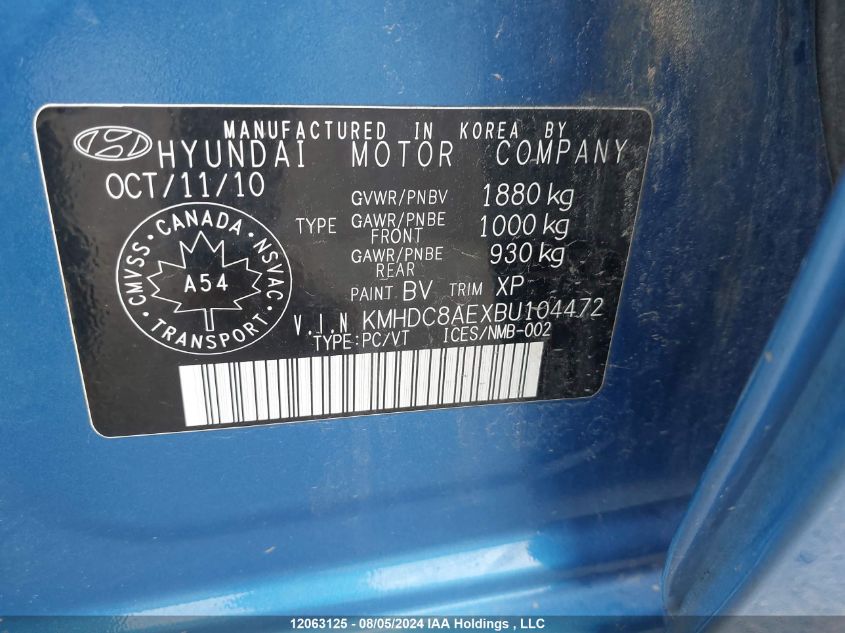 MANUFACTURED IN KOREA BY
HYUNDAI MOTOR COMPANY
OCT/11/10
GVWR/PNBV 1880 kg
TYPE GAWR/PNBE FRONT 1000 kg
GAWR/PNBE REAR 930 kg
PAINT BV TRIM XP
V.I.N KMHDC8AEXBU104472
TYPE:PC/VT ICES/NMB-002
CMVSS · CANADA · NSVAC
A54
TRANSPORT
12063125 - 08/05/2024 IAA Holdings , LLC